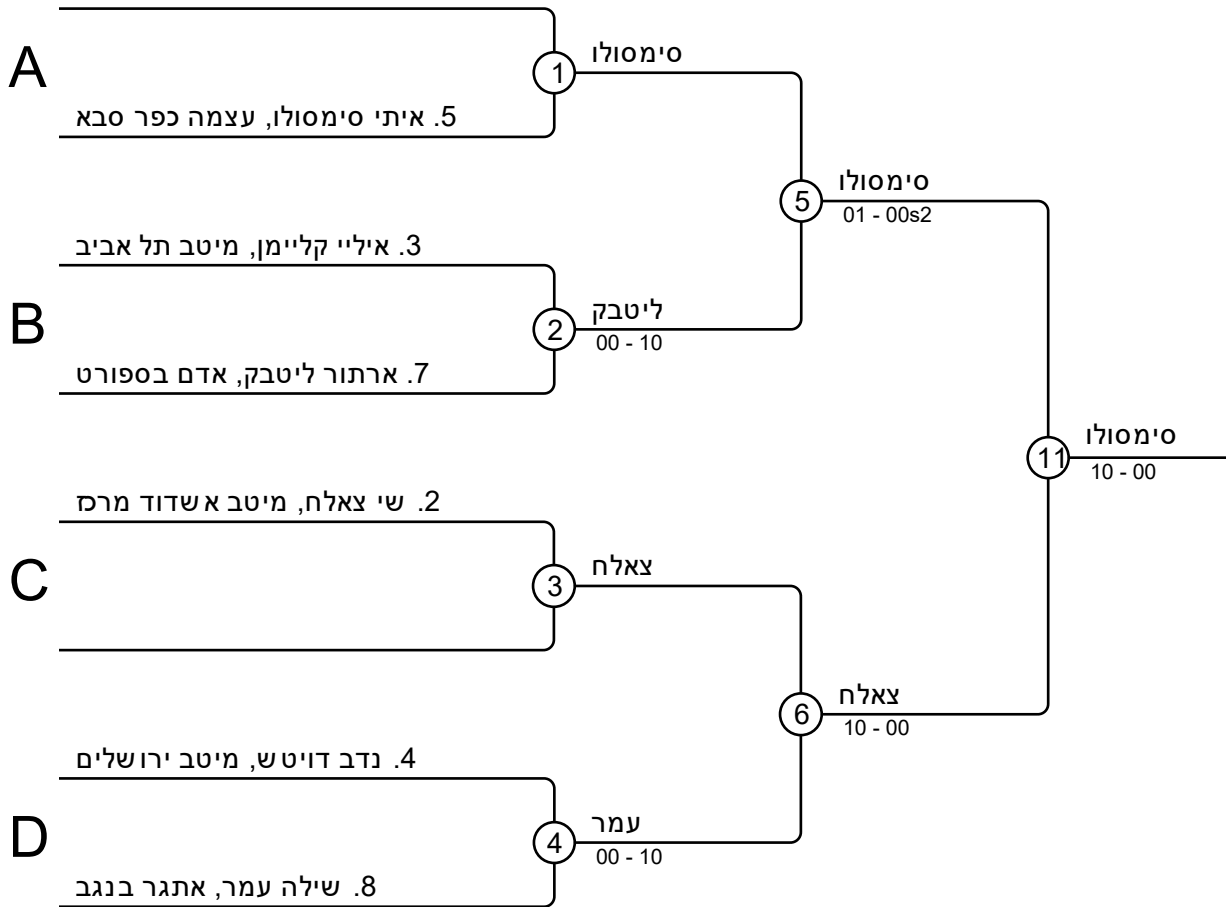 A
5. איתי סימסולו, עצמה כפר סבא
1
סימסולו
5
סימסולו
01 - 00s2
3. איליי קליימן, מיטב תל אביב
B
2
ליטבק
00 - 10
7. ארתור ליטבק, אדם בספורט
11
סימסולו
10 - 00
2. שי צאלח, מיטב אשדוד מרכז
C
3
צאלח
6
צאלח
10 - 00
4. נדב דויטש, מיטב ירושלים
D
4
עמר
00 - 10
8. שילה עמר, אתגר בנגב